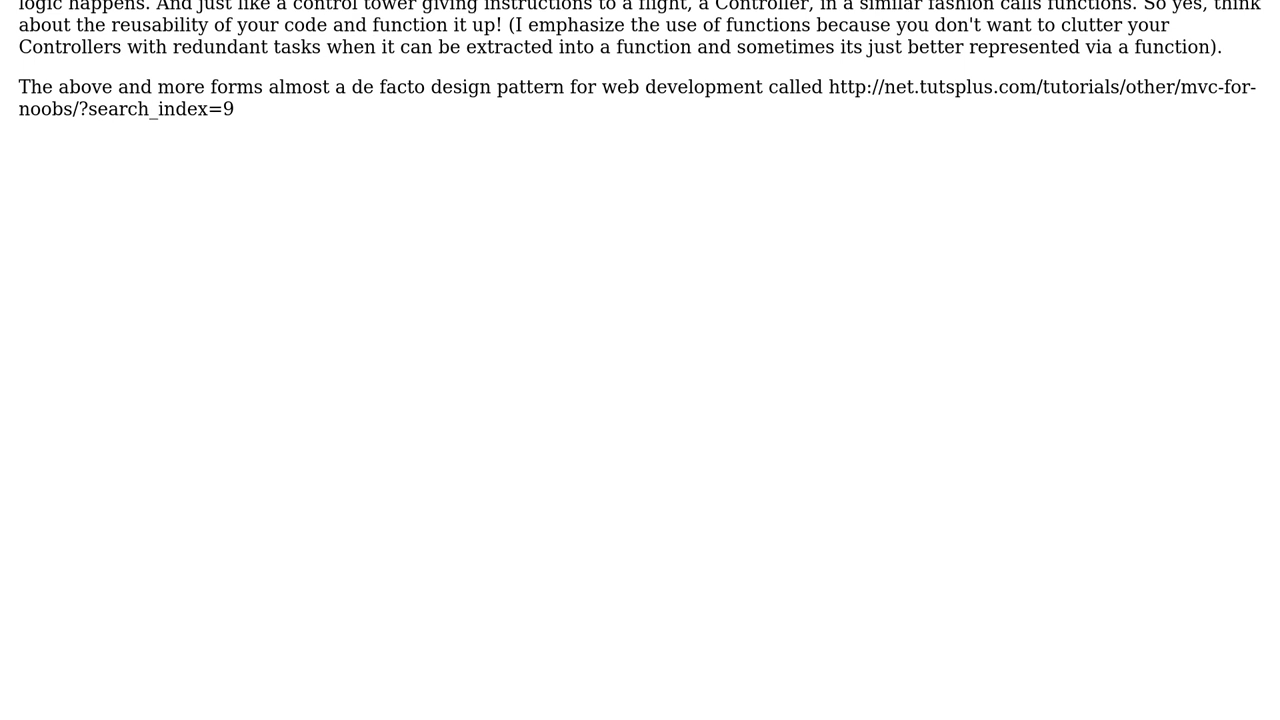 logic happens. And just like a control tower giving instructions to a flight, a Controller, in a similar fashion calls functions. So yes, think
about the reusability of your code and function it up! (I emphasize the use of functions because you don't want to clutter your
Controllers with redundant tasks when it can be extracted into a function and sometimes its just better represented via a function).
The above and more forms almost a de facto design pattern for web development called http://net.tutsplus.com/tutorials/other/mvc-for-
noobs/?search_index=9